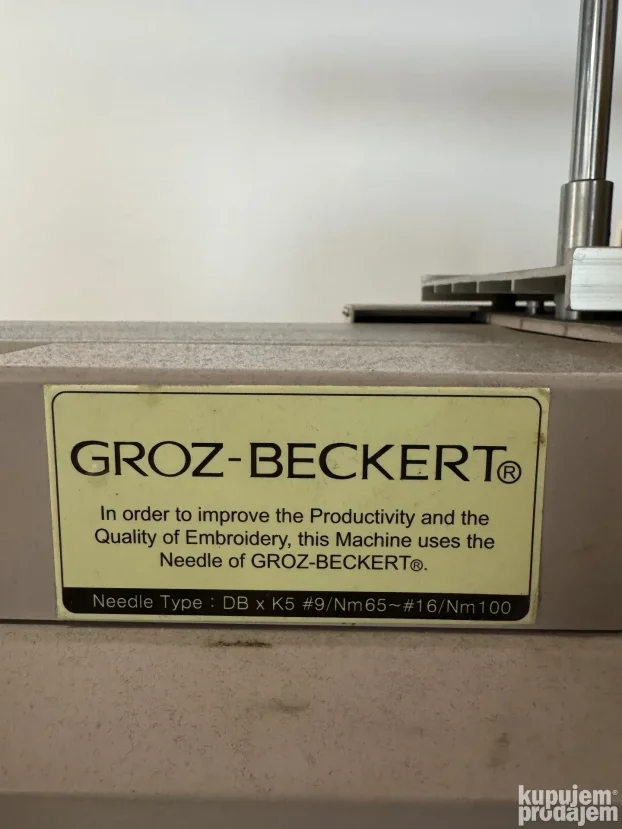 GROZ-BECKERT®
In order to improve the Productivity and the
Quality of Embroidery, this Machine uses the
Needle of GROZ-BECKERT®.
Needle Type : DB x K5 #9/Nm65~#16/Nm100
kupujem
prodajem